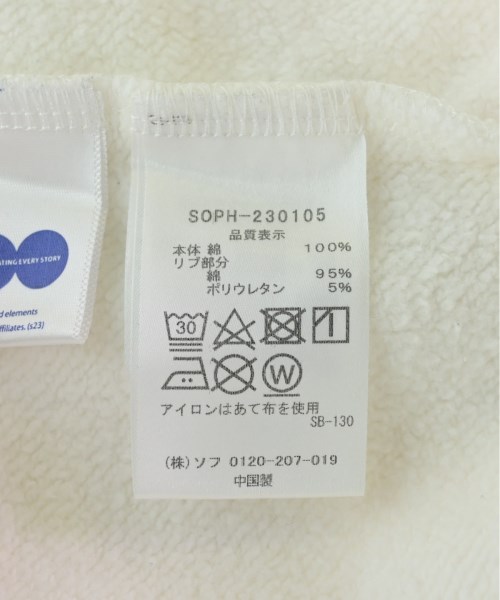 SOPH-230105
品質表示
本体 綿 100%
リブ部分
綿 95%
ポリウレタン 5%
30
W
アイロンはあて布を使用
SB-130
(株)ソフ 0120-207-019
中国製
ATING EVERY STORY
d elements
ffiliates. (s23)